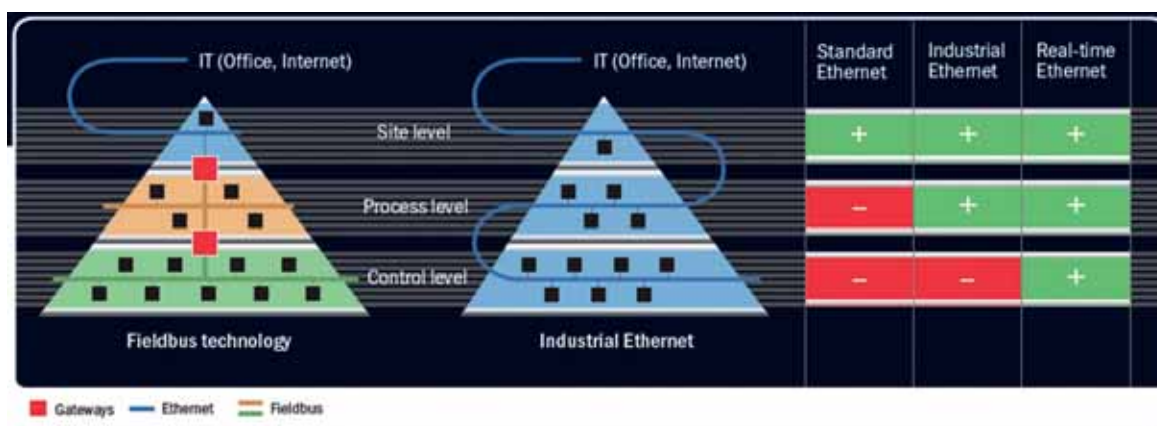 IT (Office, Internet)
IT (Office, Internet)
Standard
Ethernet
Industrial
Ethernet
Real-time
Ethernet
Site level
+ + +
Process level
– + +
Control level
– – +
Fieldbus technology
Industrial Ethernet
Gateways
Ethernet
Fieldbus